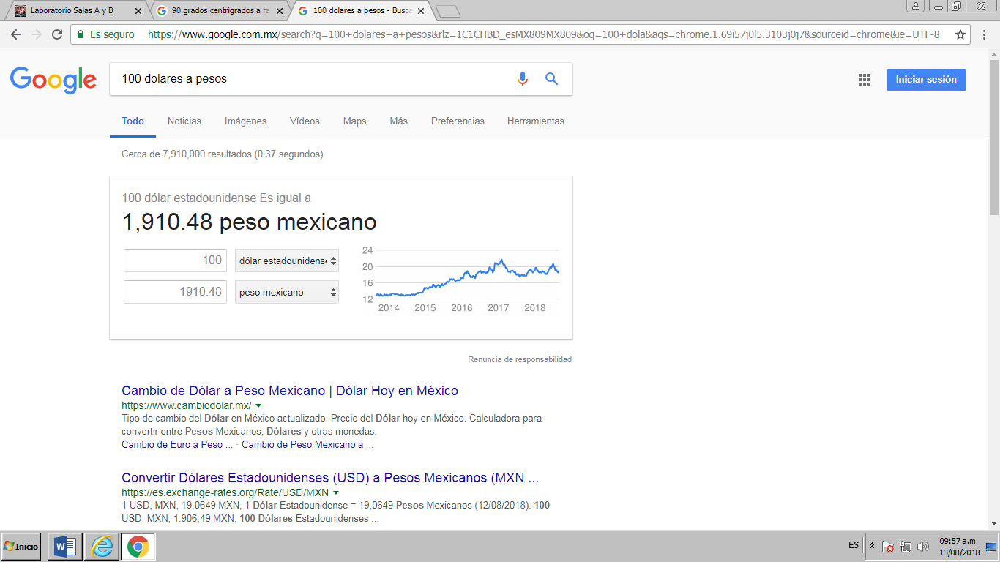 Laboratorio Salas A y B
90 grados centrigrados a fa
100 dolares a pesos - Busca
Es seguro
https://www.google.com.mx/search?q=100+dolares+a+pesos&rlz=1C1CHBD_esMX809MX809&oq=100+dola&aqs=chrome.1.69i57j0l5.3103j0j7&sourceid=chrome&ie=UTF-8
Google
100 dolares a pesos
Iniciar sesión
Todo Noticias Imágenes Vídeos Maps Más Preferencias Herramientas
Cerca de 7,910,000 resultados (0.37 segundos)
100 dólar estadounidense Es igual a
1,910.48 peso mexicano
100 dólar estadounidense
1910.48 peso mexicano
24
20
16
12
2014 2015 2016 2017 2018
Renuncia de responsabilidad
Cambio de Dólar a Peso Mexicano | Dólar Hoy en México
https://www.cambiodolar.mx/
Tipo de cambio del Dólar en México actualizado. Precio del Dólar hoy en México. Calculadora para
convertir entre Pesos Mexicanos, Dólares y otras monedas.
Cambio de Euro a Peso ... · Cambio de Peso Mexicano a ...
Convertir Dólares Estadounidenses (USD) a Pesos Mexicanos (MXN ...
https://es.exchange-rates.org/Rate/USD/MXN
1 USD, MXN, 19,0649 MXN, 1 Dólar Estadounidense = 19,0649 Pesos Mexicanos (12/08/2018). 100
USD, MXN, 1.906,49 MXN, 100 Dólares Estadounidenses ...
Inicio
ES
09:57 a.m.
13/08/2018